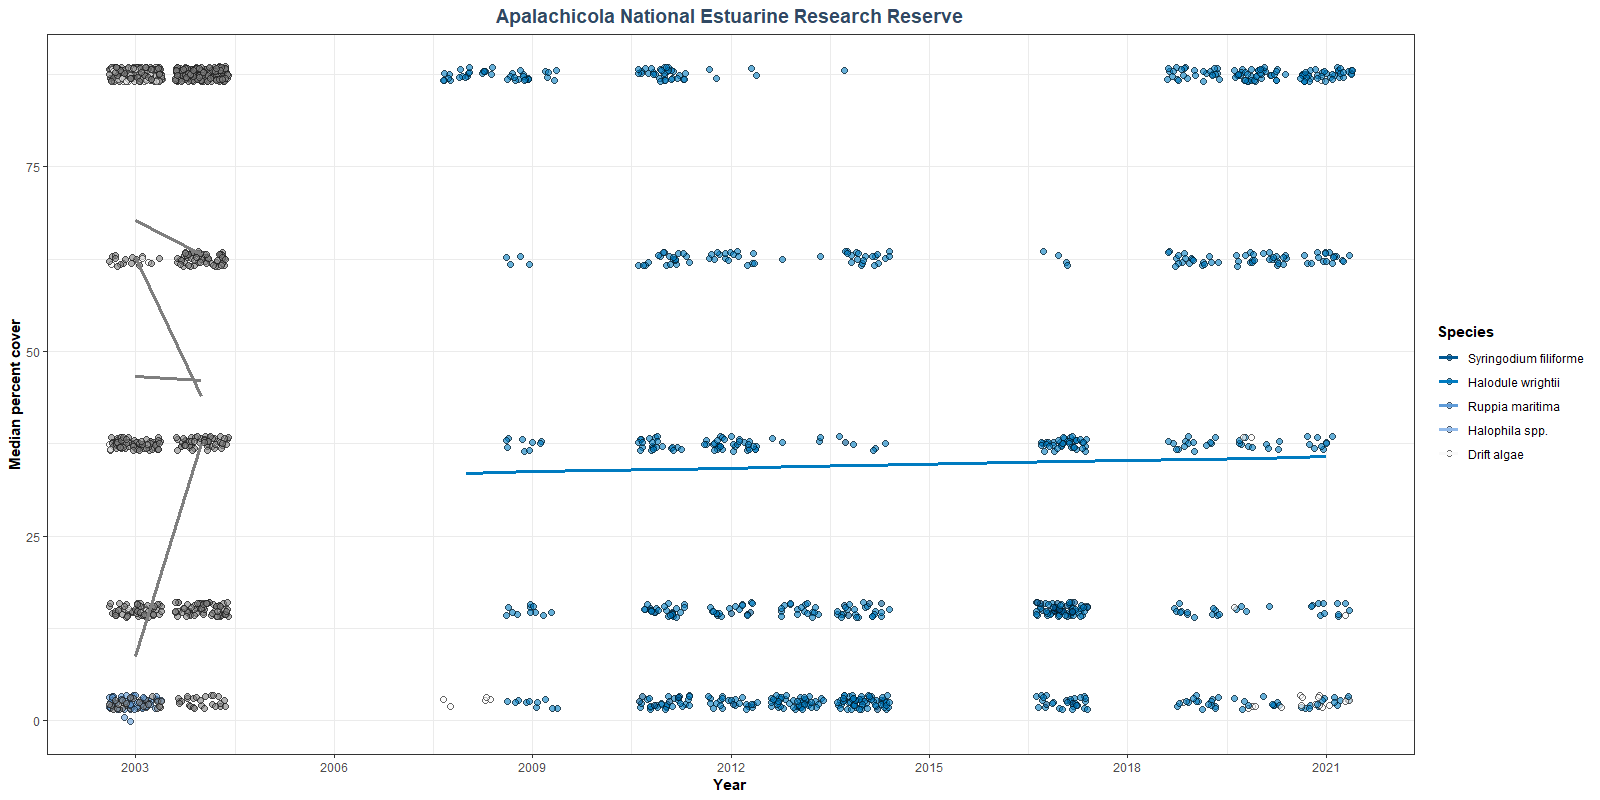 Apalachicola National Estuarine Research Reserve
Median percent cover
75
50
25
0
2003 2006 2009 2012 2015 2018 2021
Year
Species
Syringodium filiforme
Halodule wrightii
Ruppia maritima
Halophila spp.
Drift algae